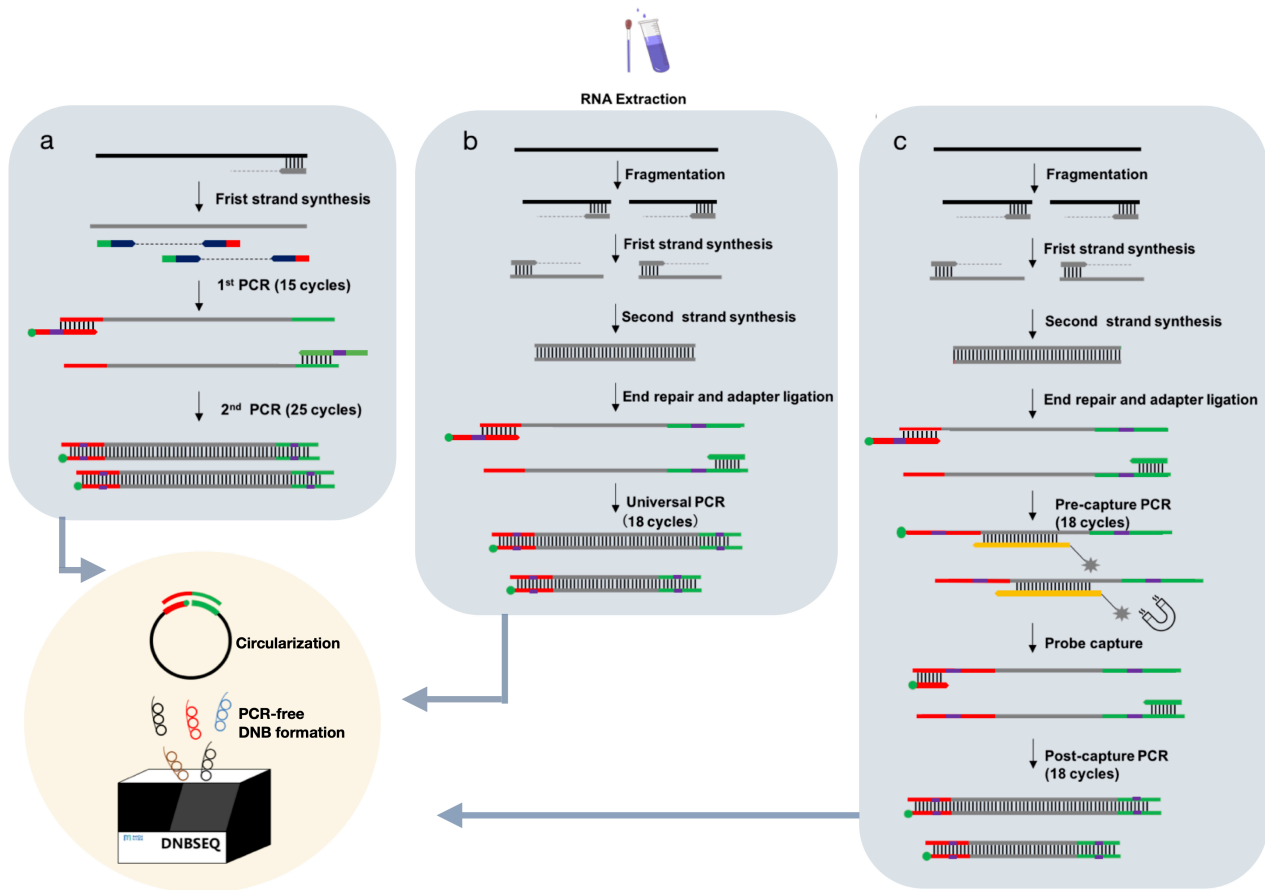 RNA Extraction
a
Frist strand synthesis
1st PCR (15 cycles)
2nd PCR (25 cycles)
b
Fragmentation
Frist strand synthesis
Second strand synthesis
End repair and adapter ligation
Universal PCR
(18 cycles)
c
Fragmentation
Frist strand synthesis
Second strand synthesis
End repair and adapter ligation
Pre-capture PCR
(18 cycles)
Probe capture
Post-capture PCR
(18 cycles)
Circularization
PCR-free
DNB formation
DNBSEQ